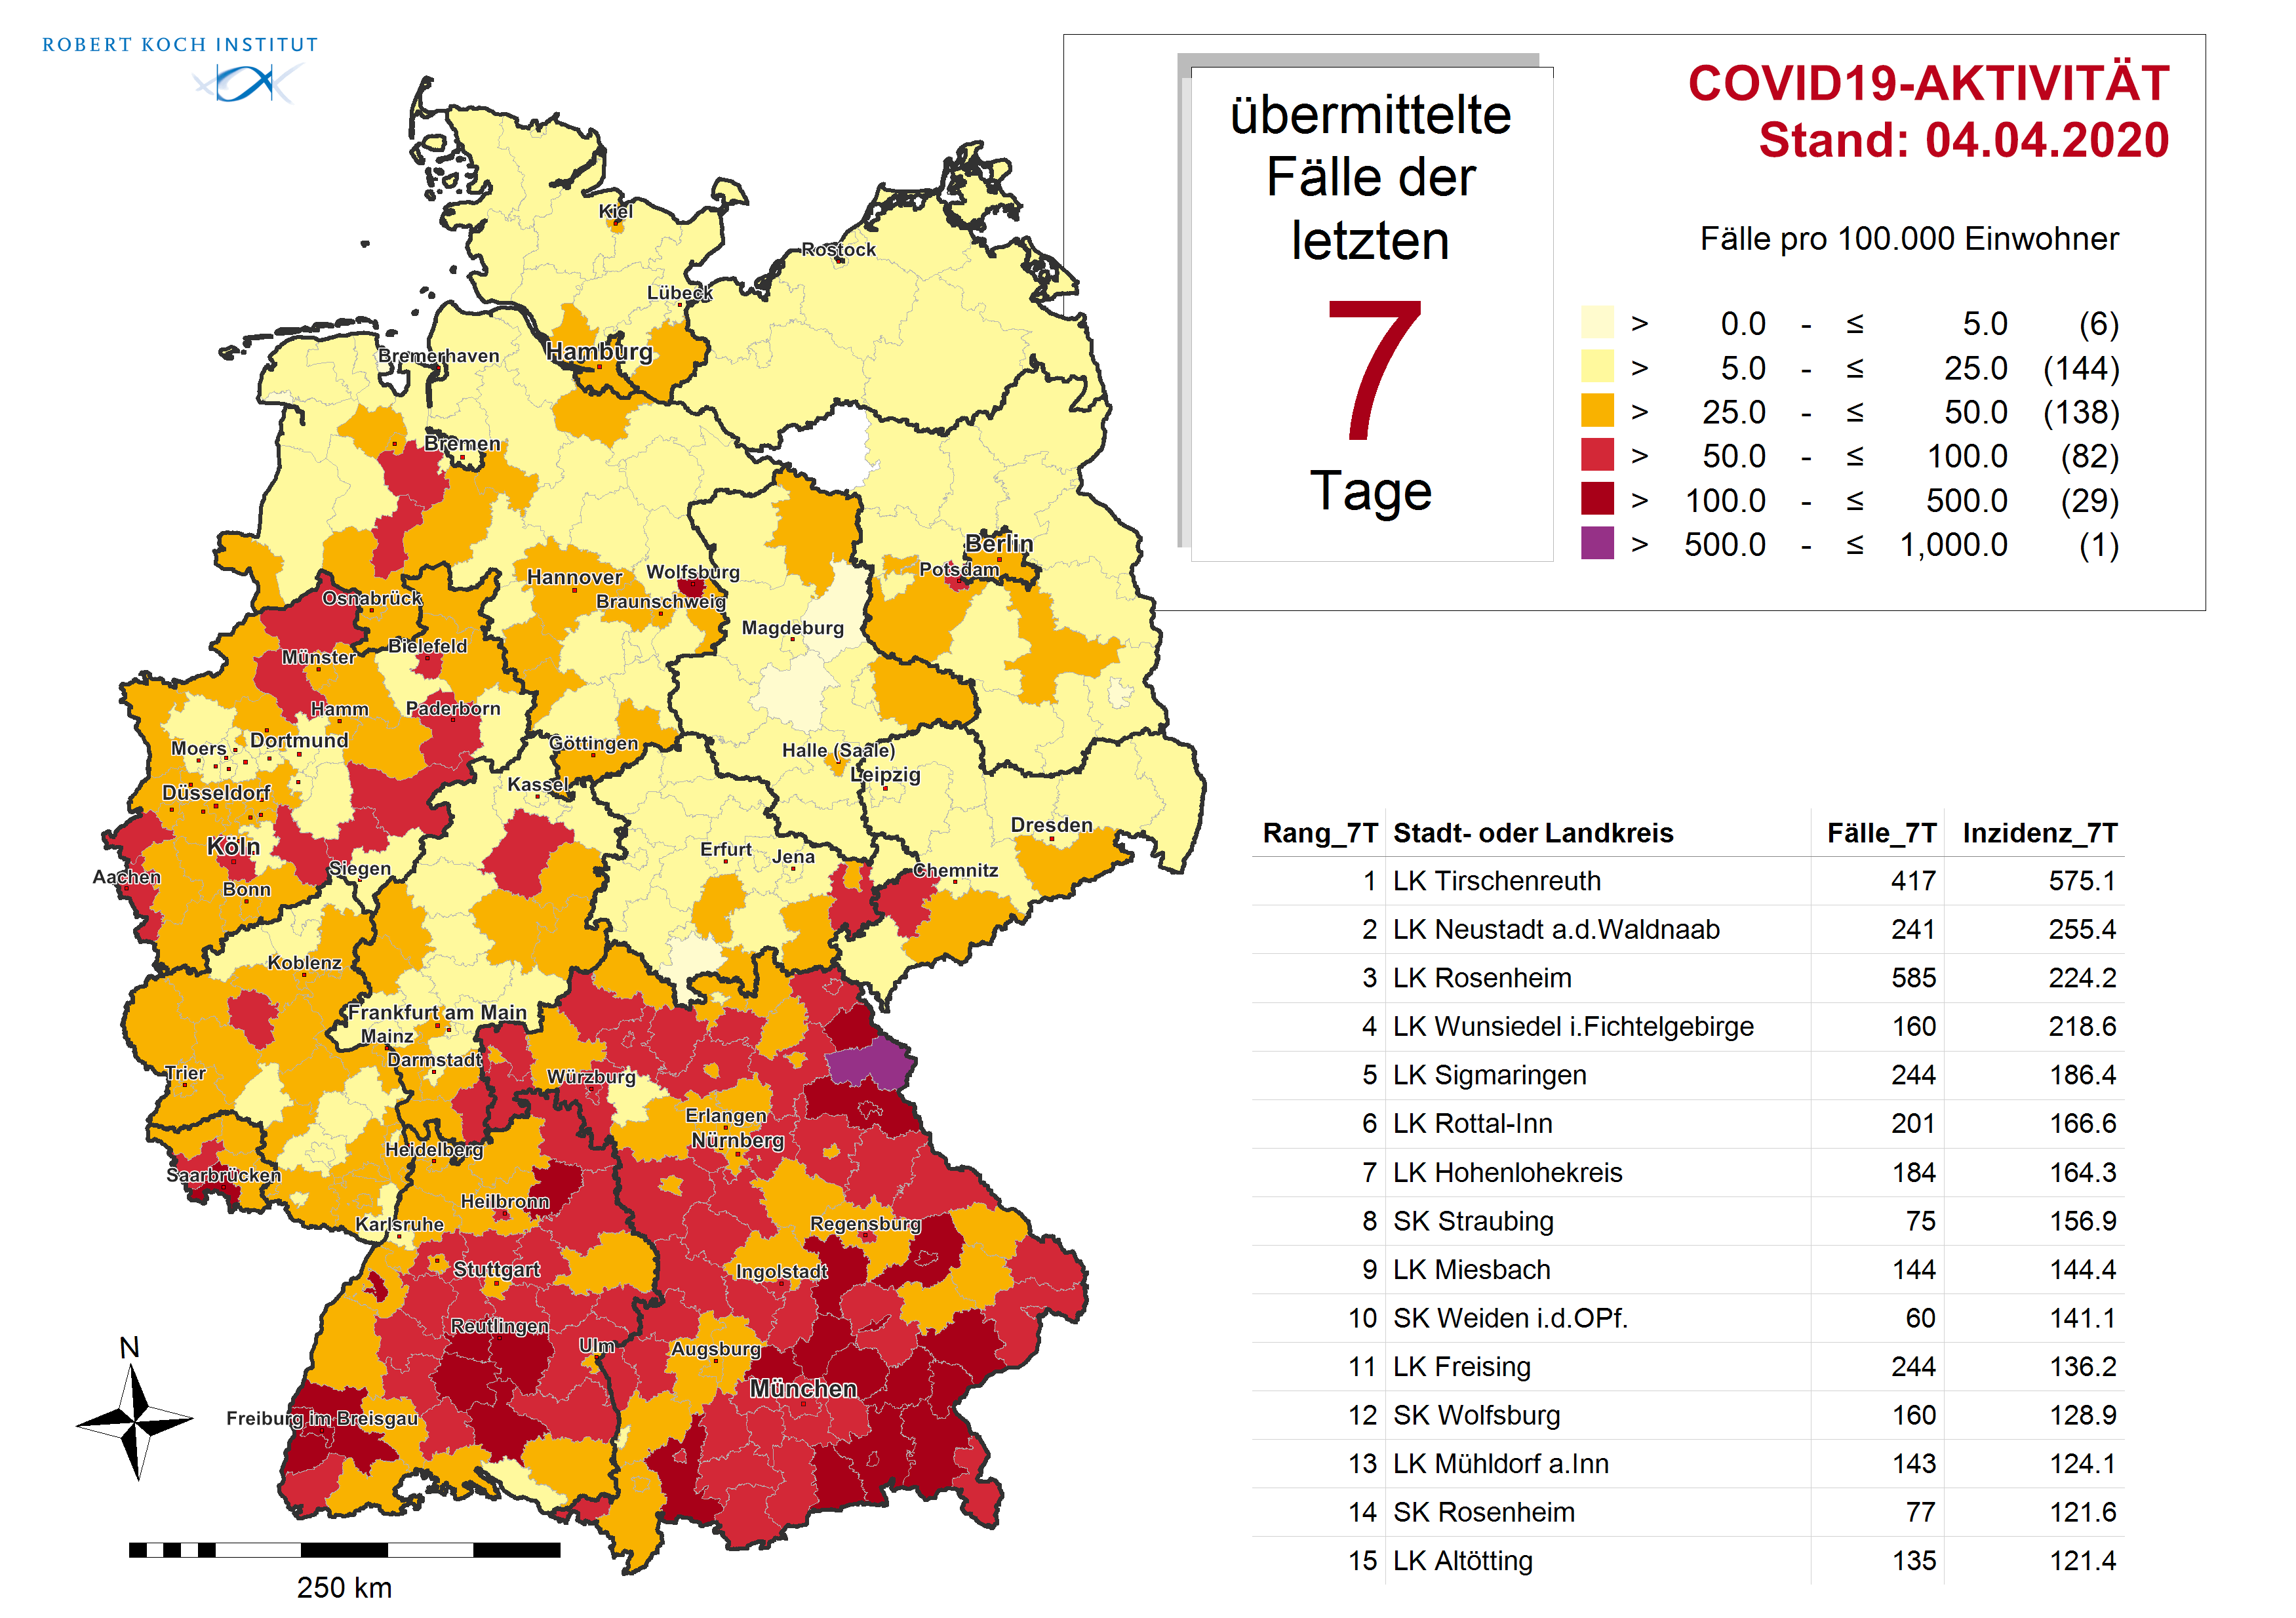 ROBERT KOCH INSTITUT
übermittelte
Fälle der
letzten
7
Tage
COVID19-AKTIVITÄT
Stand: 04.04.2020
Fälle pro 100.000 Einwohner
> 0.0 - ≤ 5.0 (6)
> 5.0 - ≤ 25.0 (144)
> 25.0 - ≤ 50.0 (138)
> 50.0 - ≤ 100.0 (82)
> 100.0 - ≤ 500.0 (29)
> 500.0 - ≤ 1,000.0 (1)
Kiel
Rostock
Lübeck
Hamburg
Bremerhaven
Bremen
Berlin
Potsdam
Wolfsburg
Hannover
Braunschweig
Osnabrück
Magdeburg
Bielefeld
Münster
Hamm
Paderborn
Dortmund
Moers
Göttingen
Halle (Saale)
Leipzig
Kassel
Düsseldorf
Dresden
Köln
Erfurt
Jena
Siegen
Chemnitz
Aachen
Bonn
Koblenz
Frankfurt am Main
Mainz
Darmstadt
Trier
Würzburg
Erlangen
Nürnberg
Heidelberg
Saarbrücken
Heilbronn
Karlsruhe
Regensburg
Stuttgart
Ingolstadt
Reutlingen
Ulm
Augsburg
München
Freiburg im Breisgau
N
250 km
Rang_7T Stadt- oder Landkreis Fälle_7T Inzidenz_7T
1 LK Tirschenreuth 417 575.1
2 LK Neustadt a.d.Waldnaab 241 255.4
3 LK Rosenheim 585 224.2
4 LK Wunsiedel i.Fichtelgebirge 160 218.6
5 LK Sigmaringen 244 186.4
6 LK Rottal-Inn 201 166.6
7 LK Hohenlohekreis 184 164.3
8 SK Straubing 75 156.9
9 LK Miesbach 144 144.4
10 SK Weiden i.d.OPf. 60 141.1
11 LK Freising 244 136.2
12 SK Wolfsburg 160 128.9
13 LK Mühldorf a.Inn 143 124.1
14 SK Rosenheim 77 121.6
15 LK Altötting 135 121.4